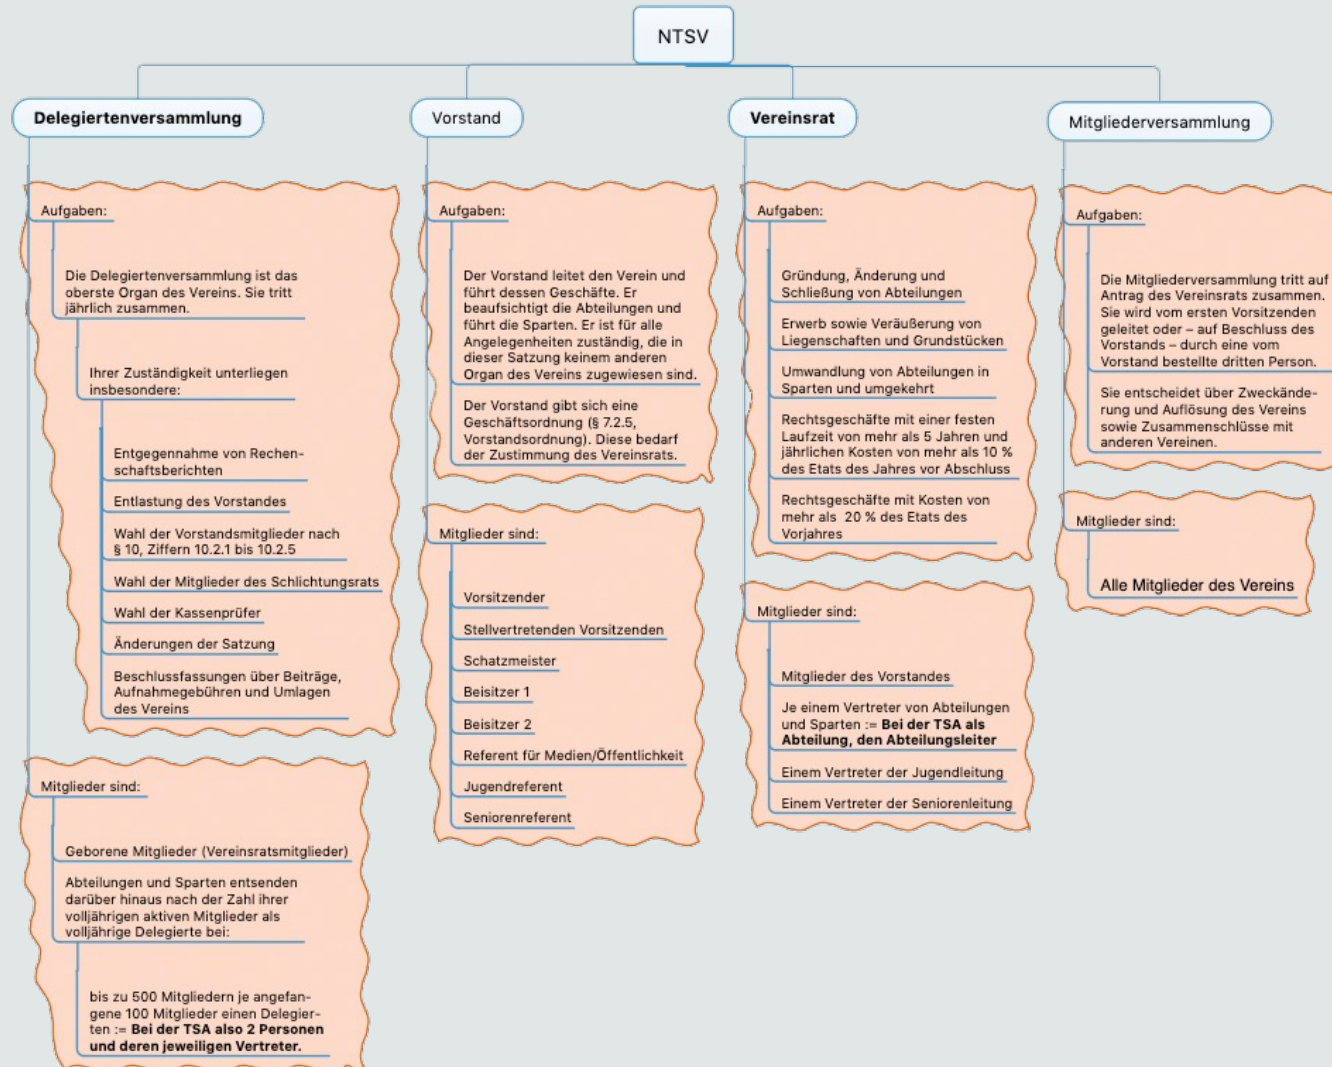 NTSV
Delegiertenversammlung
Aufgaben:
Die Delegiertenversammlung ist das
oberste Organ des Vereins. Sie tritt
jährlich zusammen.
Ihrer Zuständigkeit unterliegen
insbesondere:
Entgegennahme von Rechen-
schaftsberichten
Entlastung des Vorstandes
Wahl der Vorstandsmitglieder nach
§ 10, Ziffern 10.2.1 bis 10.2.5
Wahl der Mitglieder des Schlichtungsrats
Wahl der Kassenprüfer
Änderungen der Satzung
Beschlussfassungen über Beiträge,
Aufnahmegebühren und Umlagen
des Vereins
Mitglieder sind:
Geborene Mitglieder (Vereinsratsmitglieder)
Abteilungen und Sparten entsenden
darüber hinaus nach der Zahl ihrer
volljährigen aktiven Mitglieder als
volljährige Delegierte bei:
bis zu 500 Mitgliedern je angefan-
gene 100 Mitglieder einen Delegier-
ten := Bei der TSA also 2 Personen
und deren jeweiligen Vertreter.
Vorstand
Aufgaben:
Der Vorstand leitet den Verein und
führt dessen Geschäfte. Er
beaufsichtigt die Abteilungen und
führt die Sparten. Er ist für alle
Angelegenheiten zuständig, die in
dieser Satzung keinem anderen
Organ des Vereins zugewiesen sind.
Der Vorstand gibt sich eine
Geschäftsordnung (§ 7.2.5,
Vorstandsordnung). Diese bedarf
der Zustimmung des Vereinsrats.
Mitglieder sind:
Vorsitzender
Stellvertretenden Vorsitzenden
Schatzmeister
Beisitzer 1
Beisitzer 2
Referent für Medien/Öffentlichkeit
Jugendreferent
Seniorenreferent
Vereinsrat
Aufgaben:
Gründung, Änderung und
Schließung von Abteilungen
Erwerb sowie Veräußerung von
Liegenschaften und Grundstücken
Umwandlung von Abteilungen in
Sparten und umgekehrt
Rechtsgeschäfte mit einer festen
Laufzeit von mehr als 5 Jahren und
jährlichen Kosten von mehr als 10 %
des Etats des Jahres vor Abschluss
Rechtsgeschäfte mit Kosten von
mehr als 20 % des Etats des
Vorjahres
Mitglieder sind:
Mitglieder des Vorstandes
Je einem Vertreter von Abteilungen
und Sparten := Bei der TSA als
Abteilung, den Abteilungsleiter
Einem Vertreter der Jugendleitung
Einem Vertreter der Seniorenleitung
Mitgliederversammlung
Aufgaben:
Die Mitgliederversammlung tritt auf
Antrag des Vereinsrats zusammen.
Sie wird vom ersten Vorsitzenden
geleitet oder – auf Beschluss des
Vorstands – durch eine vom
Vorstand bestellte dritten Person.
Sie entscheidet über Zweckände-
rung und Auflösung des Vereins
sowie Zusammenschlüsse mit
anderen Vereinen.
Mitglieder sind:
Alle Mitglieder des Vereins